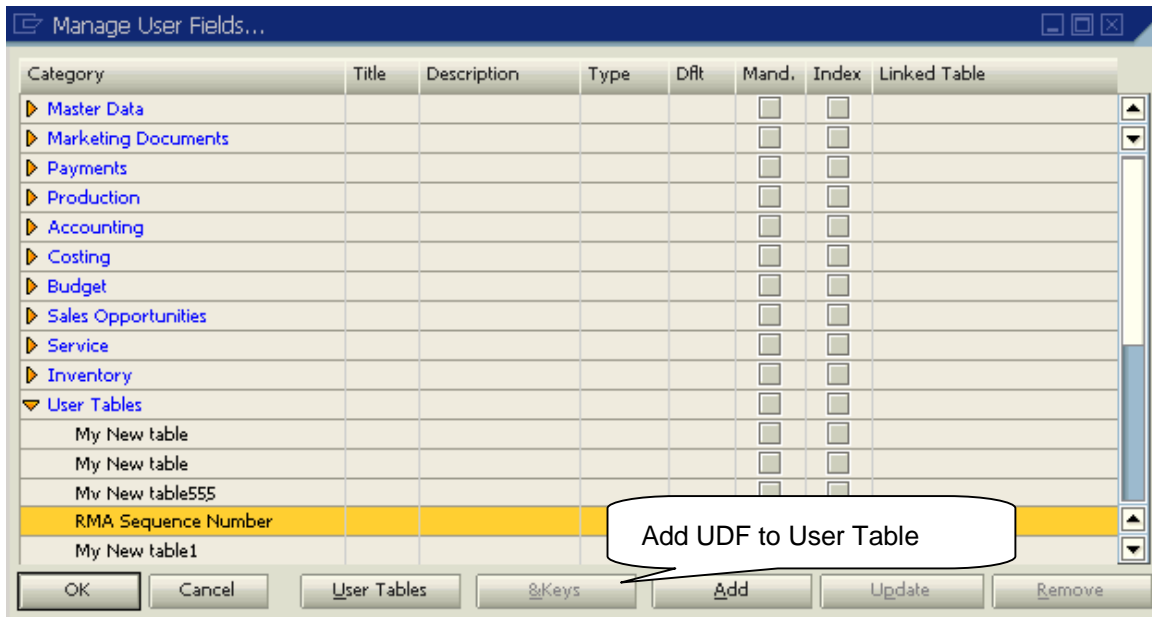 Manage User Fields...
Category Title Description Type Dflt Mand. Index Linked Table
Master Data
Marketing Documents
Payments
Production
Accounting
Costing
Budget
Sales Opportunities
Service
Inventory
User Tables
My New table
My New table
My New table555
RMA Sequence Number
Add UDF to User Table
My New table1
OK Cancel User Tables &Keys Add Update Remove